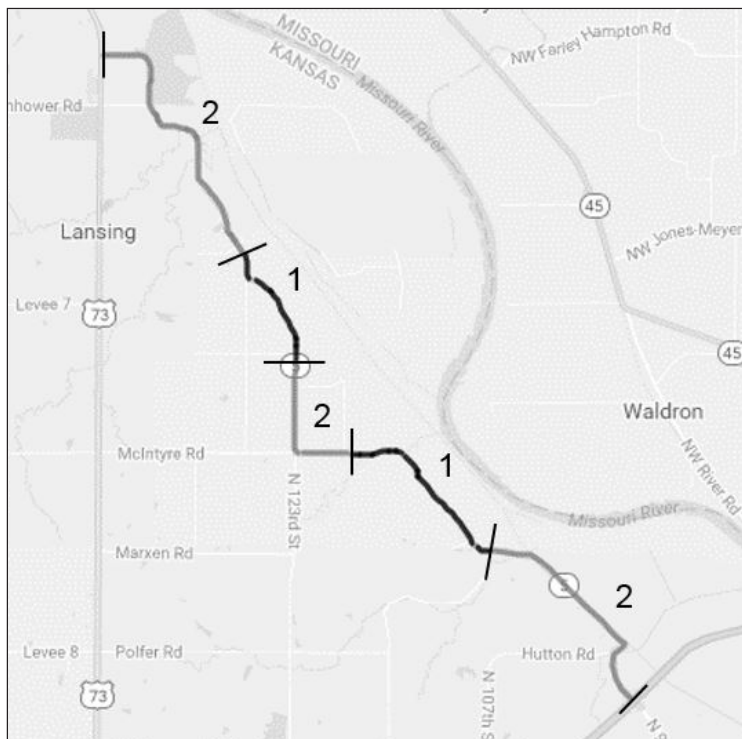 MISSOURI
KANSAS
Missouri River
NW Farley Hampton Rd
nhower Rd
2
45
NW Jones-Meyer
Lansing
1
Levee 7
73
45
5
2
Waldron
McIntyre Rd
1
NW River Rd
N 123rd St
Missouri River
Marxen Rd
5
2
Levee 8
Polfer Rd
Hutton Rd
73
N 107th S
N 9